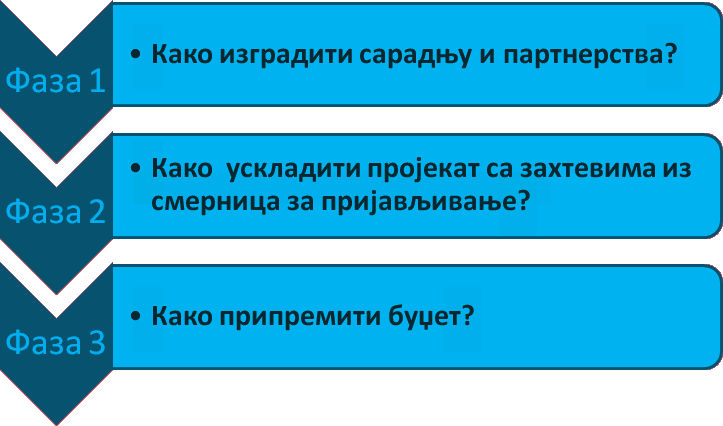 Фаза 1
• Како изградити сарадњу и партнерства?
Фаза 2
• Како  ускладити пројекат са захтевима из
смерница за пријављивање?
Фаза 3
• Како припремити буџет?